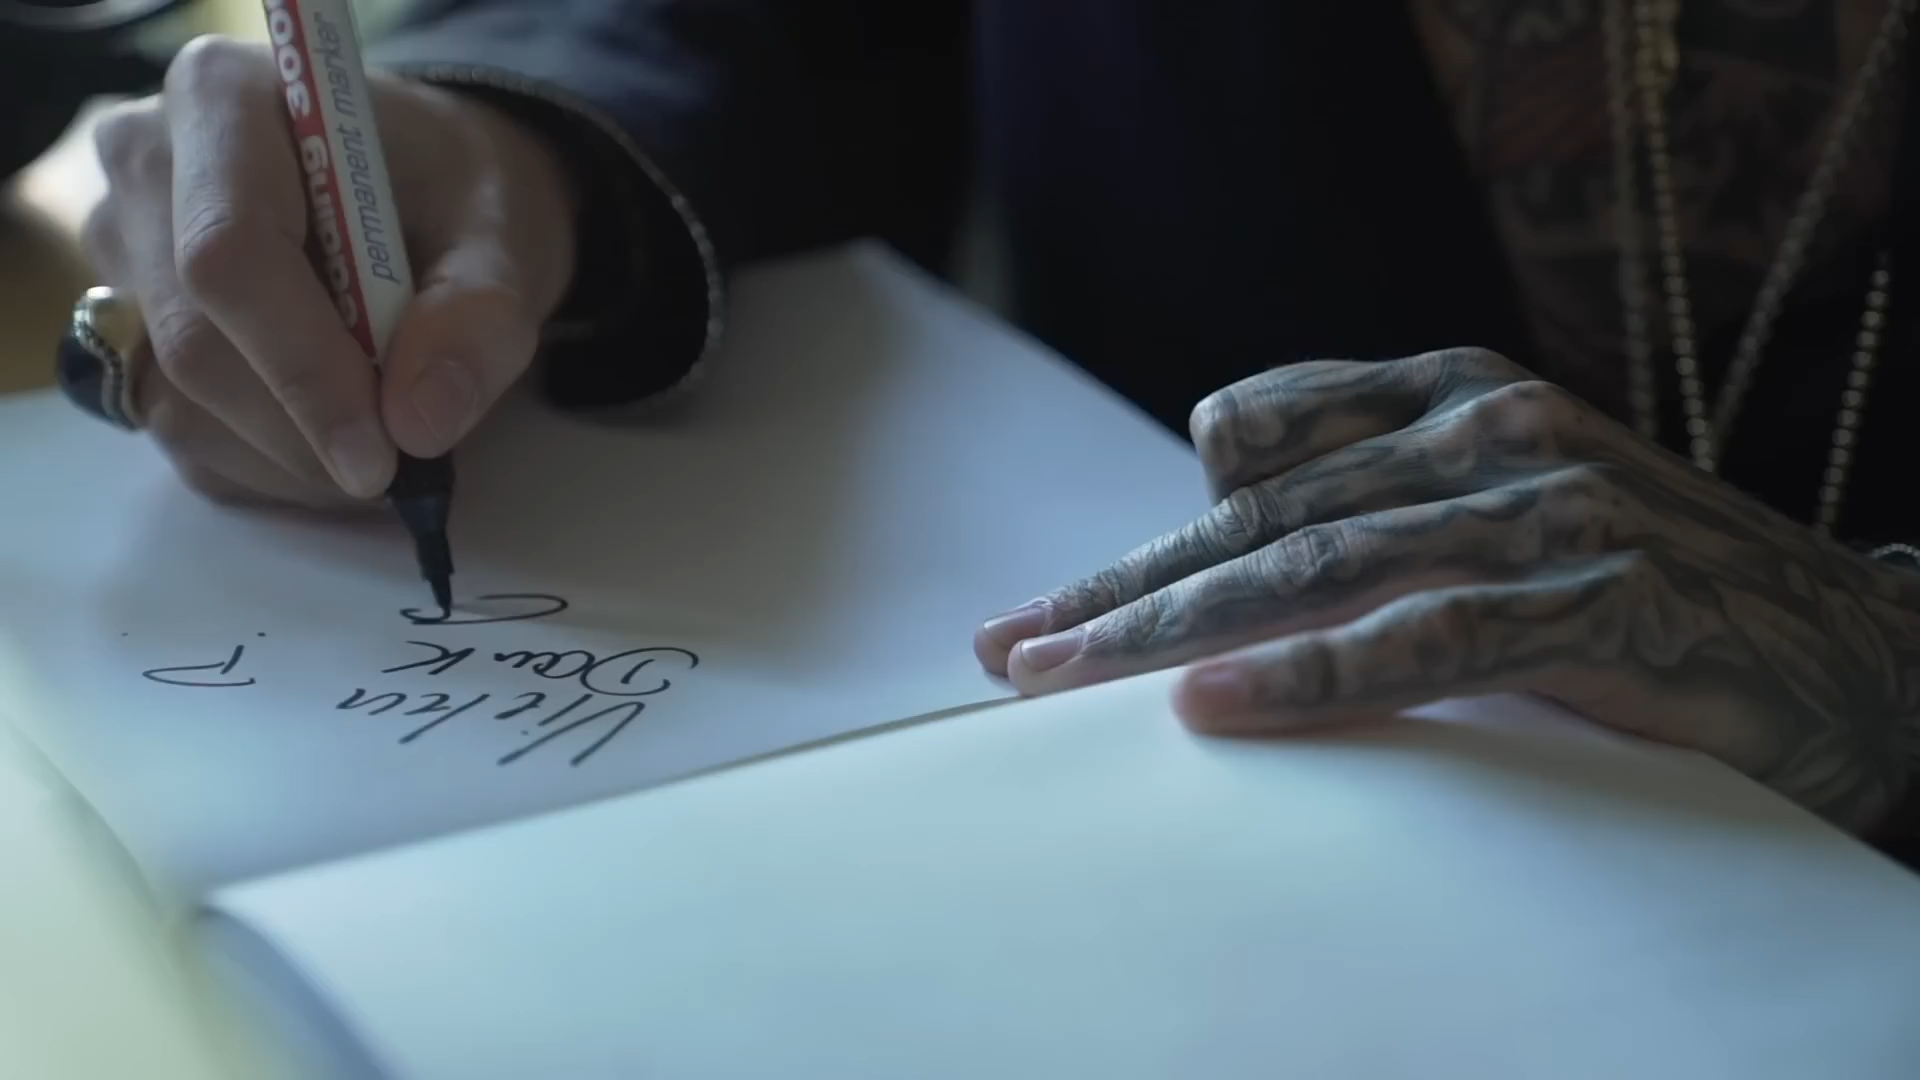 edding 3000
permanent marker
Vielen
Dank